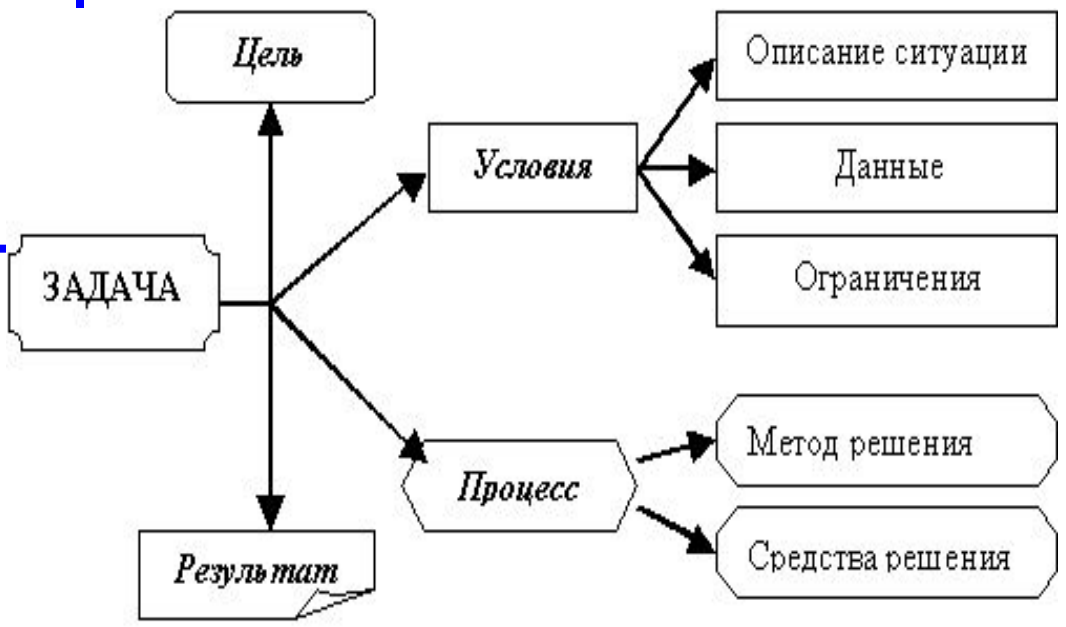 Цель
Условия
Описание ситуации
Данные
Ограничения
ЗАДАЧА
Процесс
Метод решения
Средства решения
Результат